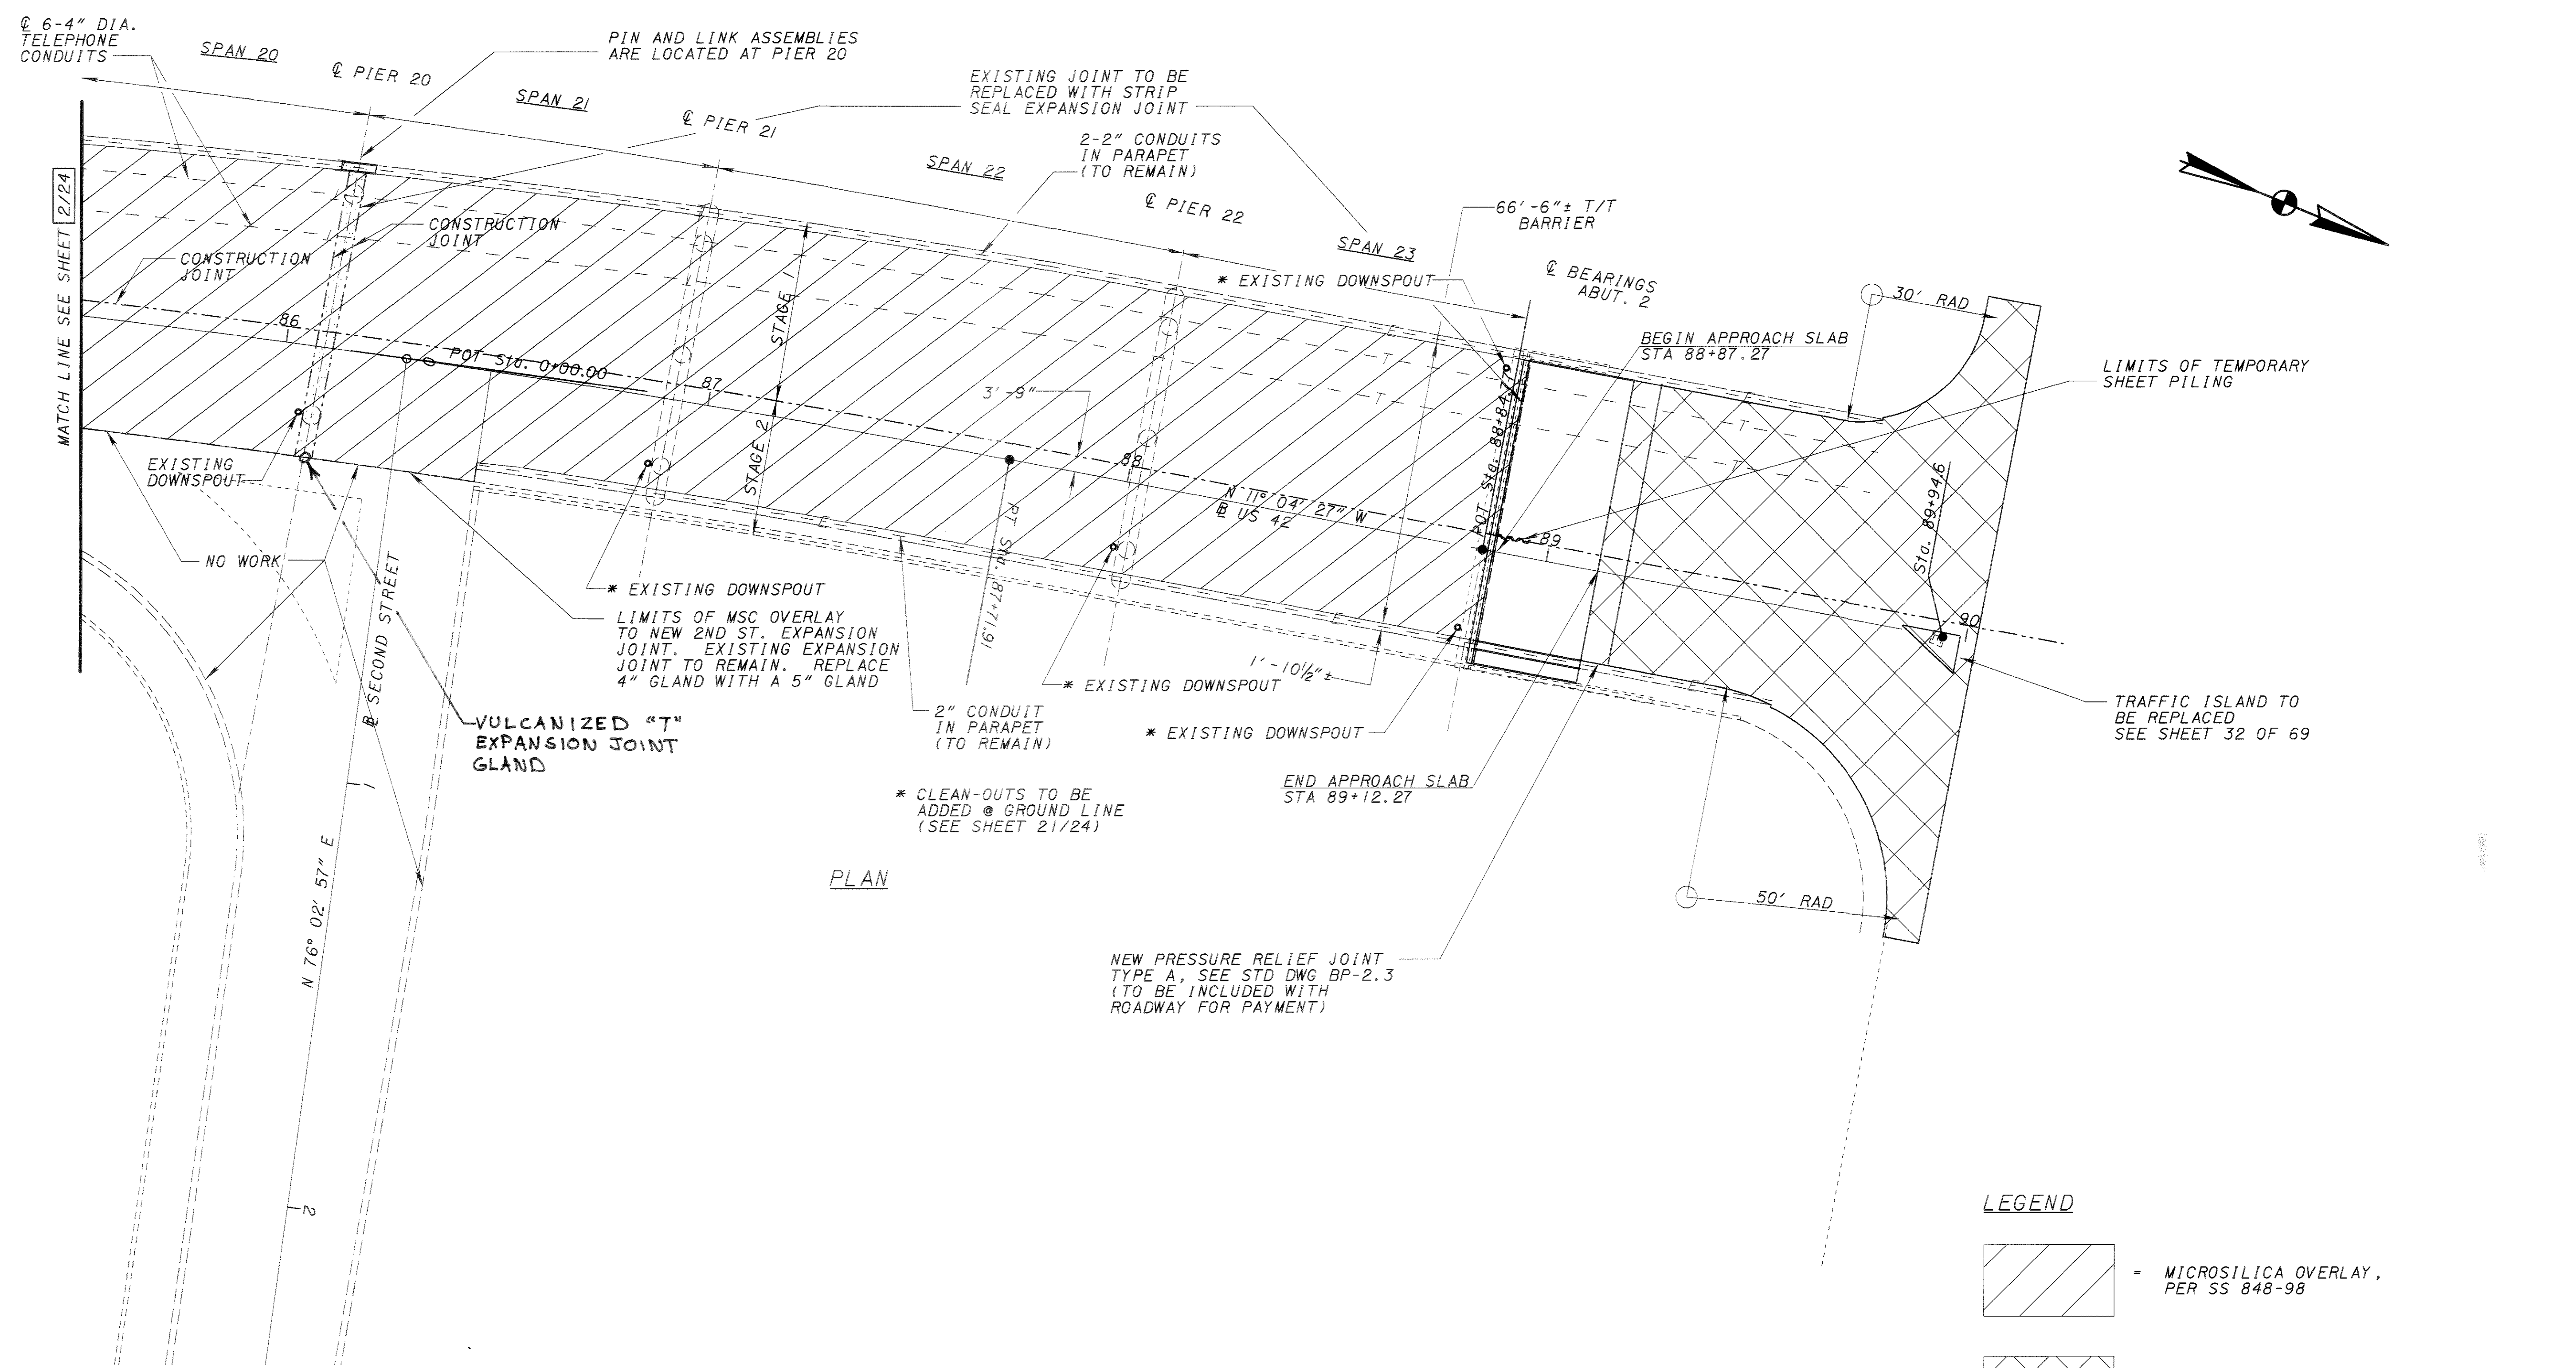 ℄ 6-4" DIA.
TELEPHONE
CONDUITS
SPAN 20
℄ PIER 20
PIN AND LINK ASSEMBLIES
ARE LOCATED AT PIER 20
SPAN 21
℄ PIER 21
EXISTING JOINT TO BE
REPLACED WITH STRIP
SEAL EXPANSION JOINT
2-2" CONDUITS
IN PARAPET
(TO REMAIN)
SPAN 22
℄ PIER 22
66'-6"± T/T
BARRIER
SPAN 23
* EXISTING DOWNSPOUT
℄ BEARINGS
ABUT. 2
30' RAD
BEGIN APPROACH SLAB
STA 88+87.27
LIMITS OF TEMPORARY
SHEET PILING
MATCH LINE SEE SHEET 2/24
CONSTRUCTION
JOINT
CONSTRUCTION
JOINT
86
POT Sta. 0+00.00
87
STAGE 1
STAGE 2
3'-9"
88
N 11° 04' 27" W
℄ US 42
POT Sta. 88+84.
89
Sta. 89+94.6
90
EXISTING
DOWNSPOUT
NO WORK
* EXISTING DOWNSPOUT
LIMITS OF MSC OVERLAY
TO NEW 2ND ST. EXPANSION
JOINT. EXISTING EXPANSION
JOINT TO REMAIN. REPLACE
4" GLAND WITH A 5" GLAND
PT Sta. 87+71.91
* EXISTING DOWNSPOUT
1'-10½"±
* EXISTING DOWNSPOUT
2" CONDUIT
IN PARAPET
(TO REMAIN)
TRAFFIC ISLAND TO
BE REPLACED
SEE SHEET 32 OF 69
VULCANIZED "T"
EXPANSION JOINT
GLAND
℄ SECOND STREET
1
N 76° 02' 57" E
2
* CLEAN-OUTS TO BE
ADDED @ GROUND LINE
(SEE SHEET 21/24)
END APPROACH SLAB
STA 89+12.27
PLAN
50' RAD
NEW PRESSURE RELIEF JOINT
TYPE A, SEE STD DWG BP-2.3
(TO BE INCLUDED WITH
ROADWAY FOR PAYMENT)
E
E
E
T
T
T
T
T
LEGEND
= MICROSILICA OVERLAY,
PER SS 848-98